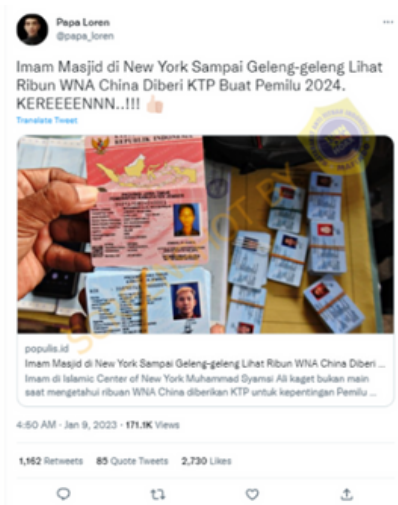 Papa Loren
@papa_loren
Imam Masjid di New York Sampai Geleng-geleng Lihat
Ribun WNA China Diberi KTP Buat Pemilu 2024.
KEREEEENNN..!!!
Translate Tweet
REPUBLIK INDONESIA
populis.id
Imam Masjid di New York Sampai Geleng-geleng Lihat Ribun WNA China Diberi ...
Imam di Islamic Center of New York Muhammad Syamsi Ali kaget bukan main
saat mengetahui ribuan WNA China diberikan KTP untuk kepentingan Pemilu ...
4:50 AM · Jan 9, 2023 · 171.1K Views
1,162 Retweets 85 Quote Tweets 2,730 Likes